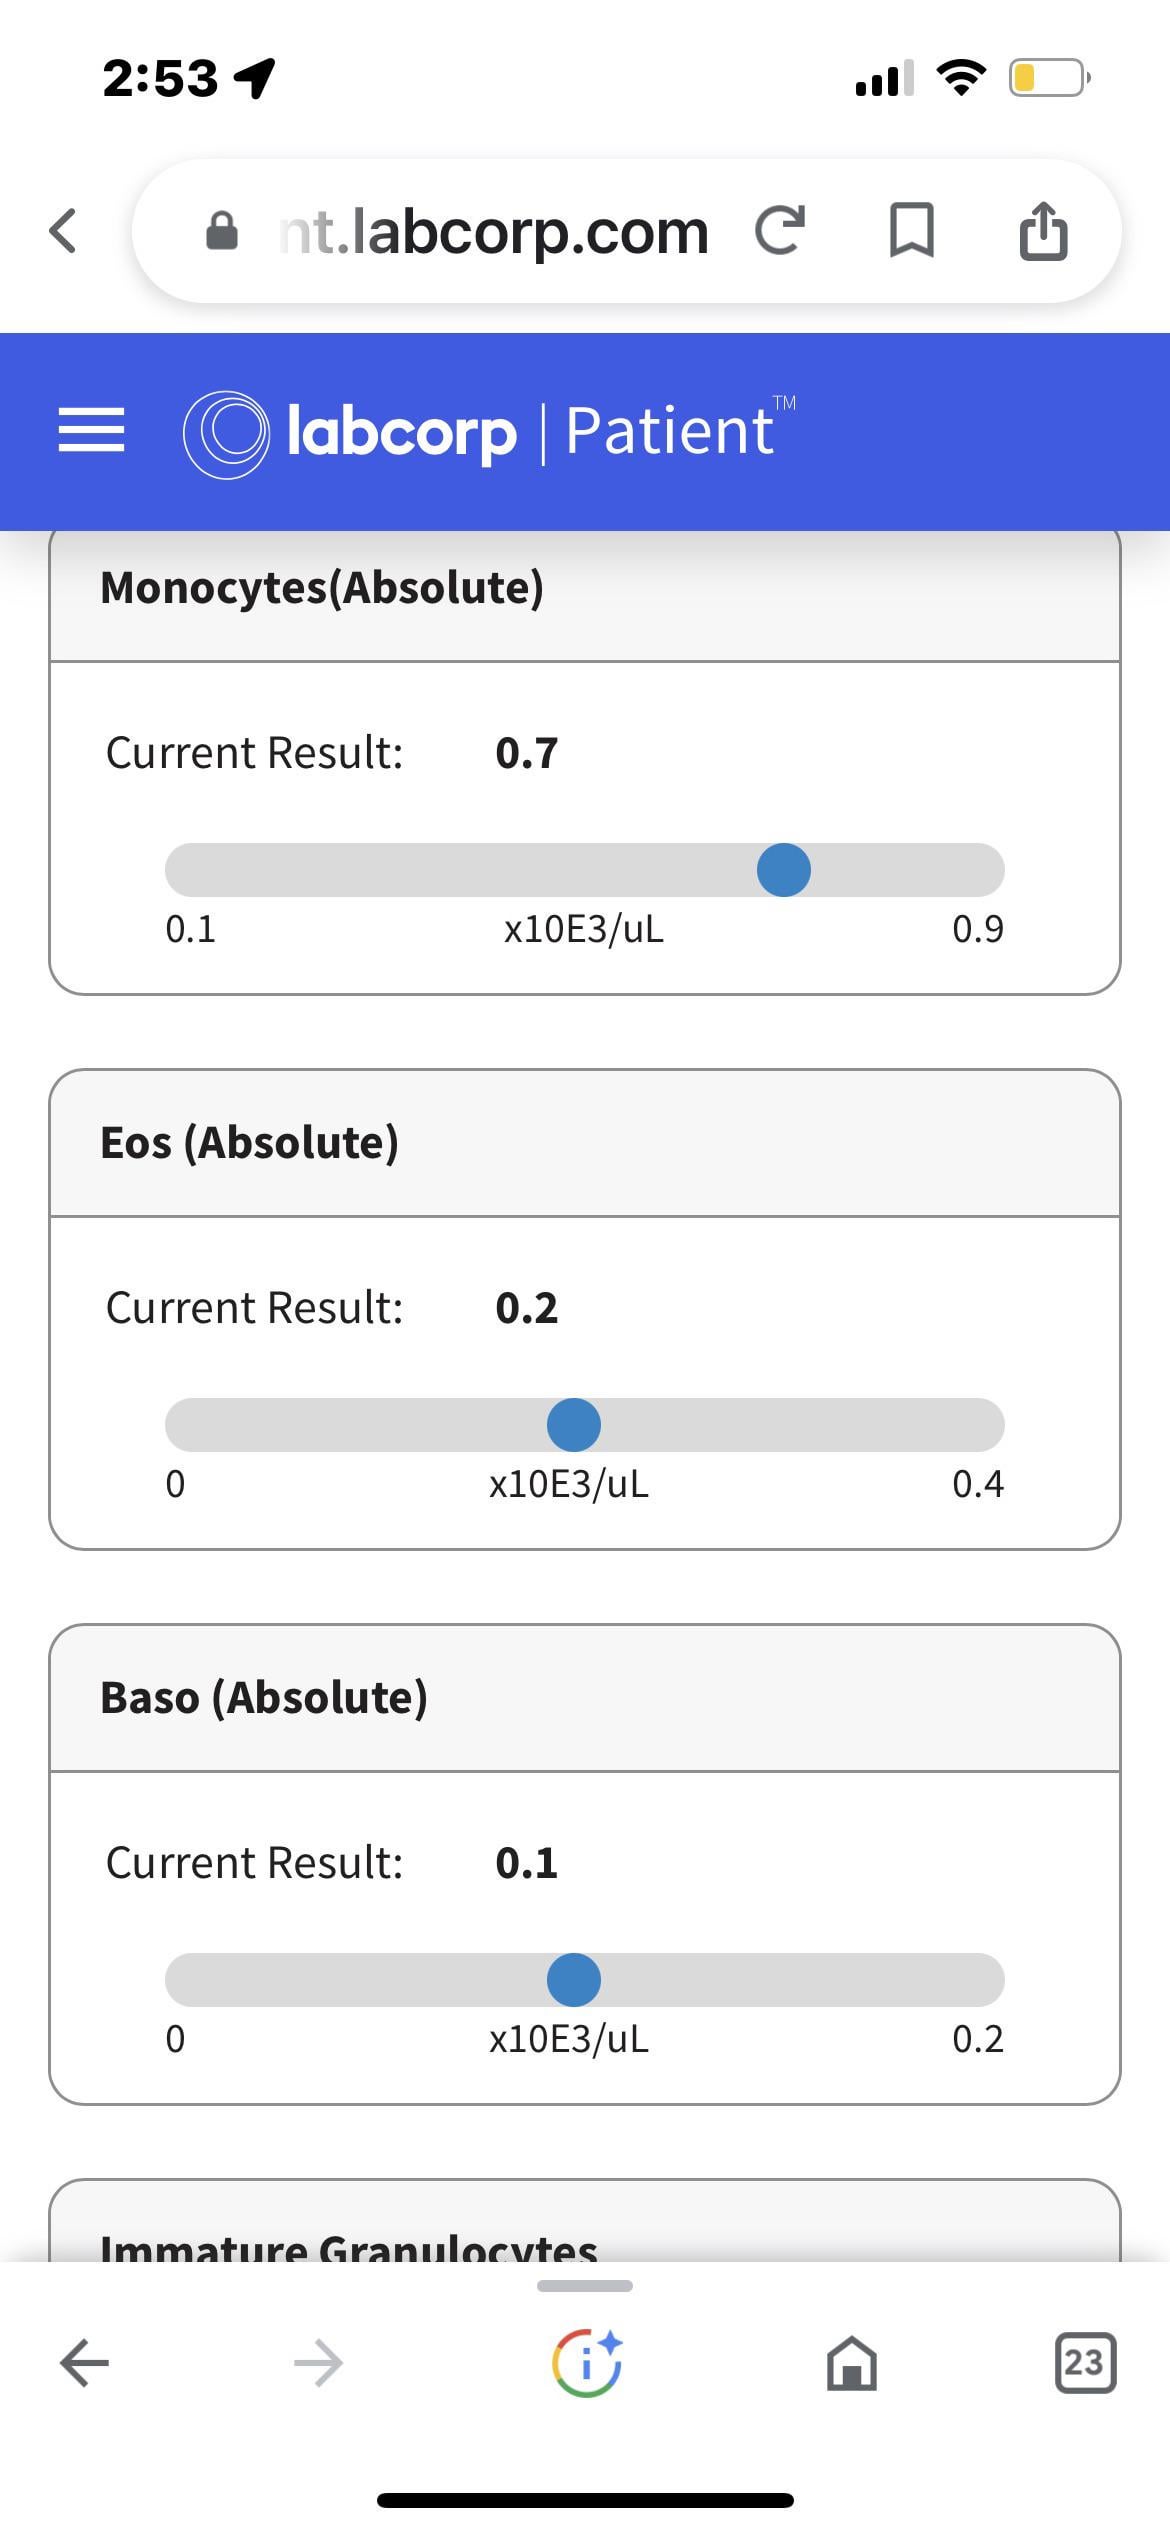 2:53
nt.labcorp.com
labcorp | Patient™
Monocytes(Absolute)
Current Result: 0.7
0.1 x10E3/uL 0.9
Eos (Absolute)
Current Result: 0.2
0 x10E3/uL 0.4
Baso (Absolute)
Current Result: 0.1
0 x10E3/uL 0.2
Immature Granulocytes
i
23